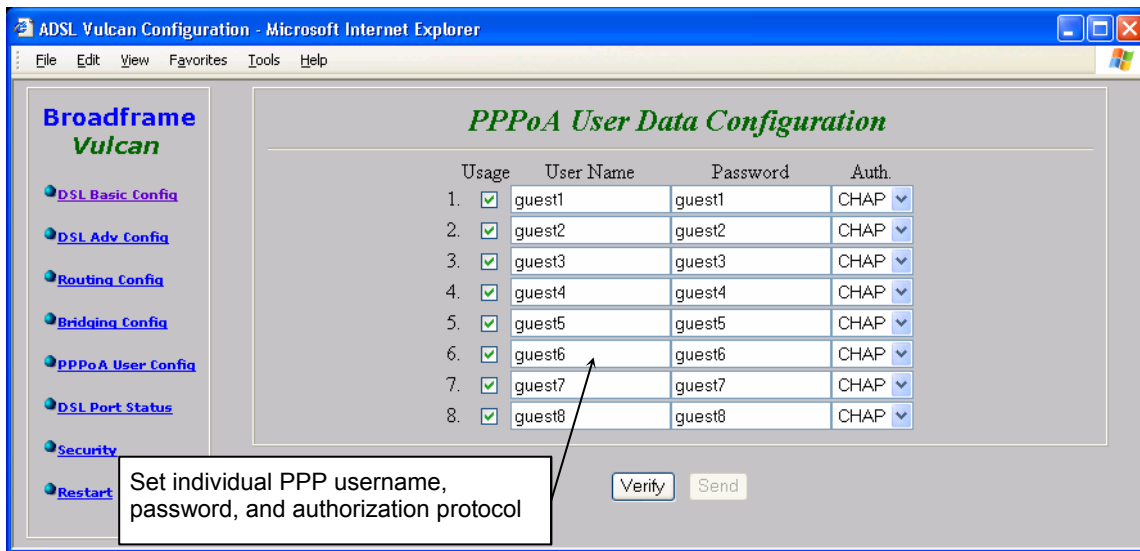 ADSL Vulcan Configuration - Microsoft Internet Explorer
File Edit View Favorites Tools Help
Broadframe
Vulcan
DSL Basic Config
DSL Adv Config
Routing Config
Bridging Config
PPPoA User Config
DSL Port Status
Security
Restart
PPPoA User Data Configuration
Usage User Name Password Auth.
1. guest1 guest1 CHAP
2. guest2 guest2 CHAP
3. guest3 guest3 CHAP
4. guest4 guest4 CHAP
5. guest5 guest5 CHAP
6. guest6 guest6 CHAP
7. guest7 guest7 CHAP
8. guest8 guest8 CHAP
Set individual PPP username,
password, and authorization protocol
Verify Send